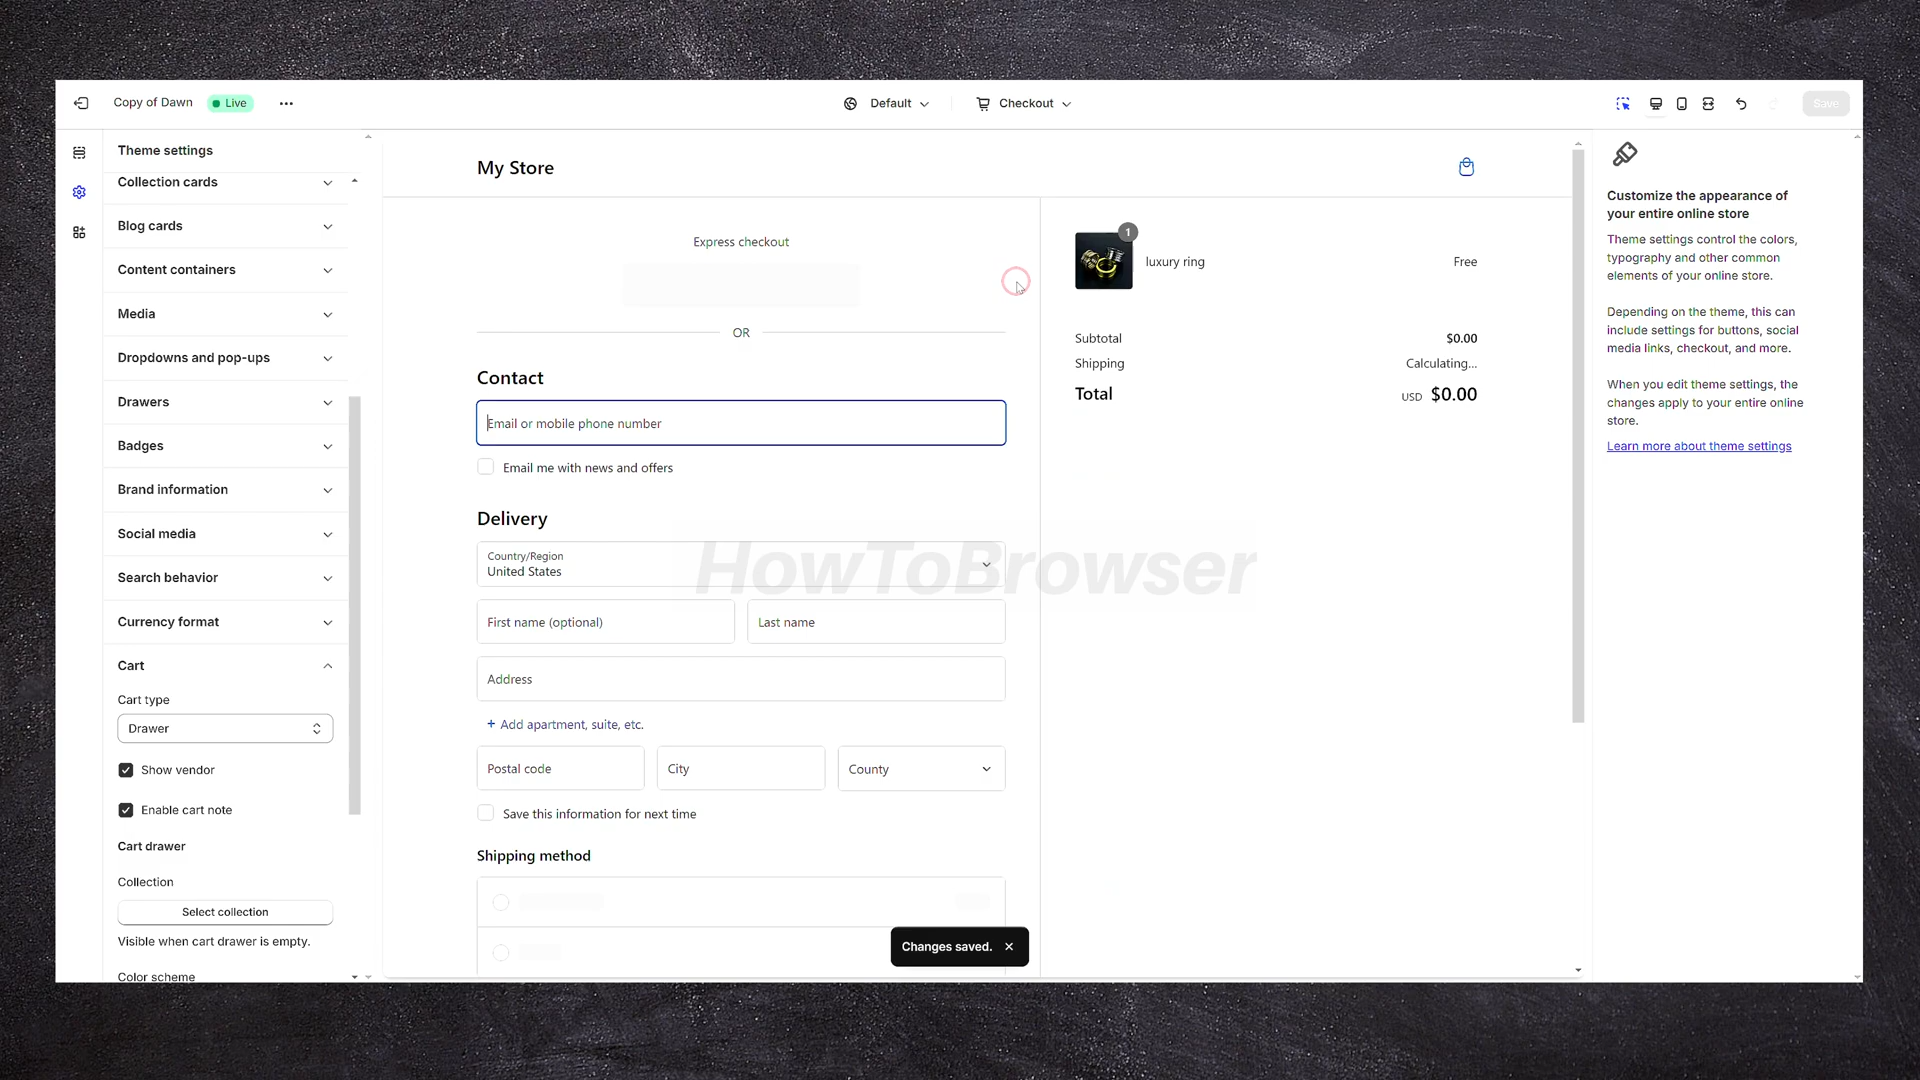 Copy of Dawn
Live
Default
Checkout
Save
Theme settings
Collection cards
Blog cards
Content containers
Media
Dropdowns and pop-ups
Drawers
Badges
Brand information
Social media
Search behavior
Currency format
Cart
Cart type
Drawer
Show vendor
Enable cart note
Cart drawer
Collection
Select collection
Visible when cart drawer is empty.
Color scheme
My Store
Express checkout
OR
Contact
Email or mobile phone number
Email me with news and offers
Delivery
Country/Region
United States
First name (optional)
Last name
Address
+ Add apartment, suite, etc.
Postal code
City
County
Save this information for next time
Shipping method
Changes saved.
1
luxury ring
Free
Subtotal
$0.00
Shipping
Calculating...
Total
USD $0.00
HowToBrowser
Customize the appearance of
your entire online store
Theme settings control the colors,
typography and other common
elements of your online store.
Depending on the theme, this can
include settings for buttons, social
media links, checkout, and more.
When you edit theme settings, the
changes apply to your entire online
store.
Learn more about theme settings